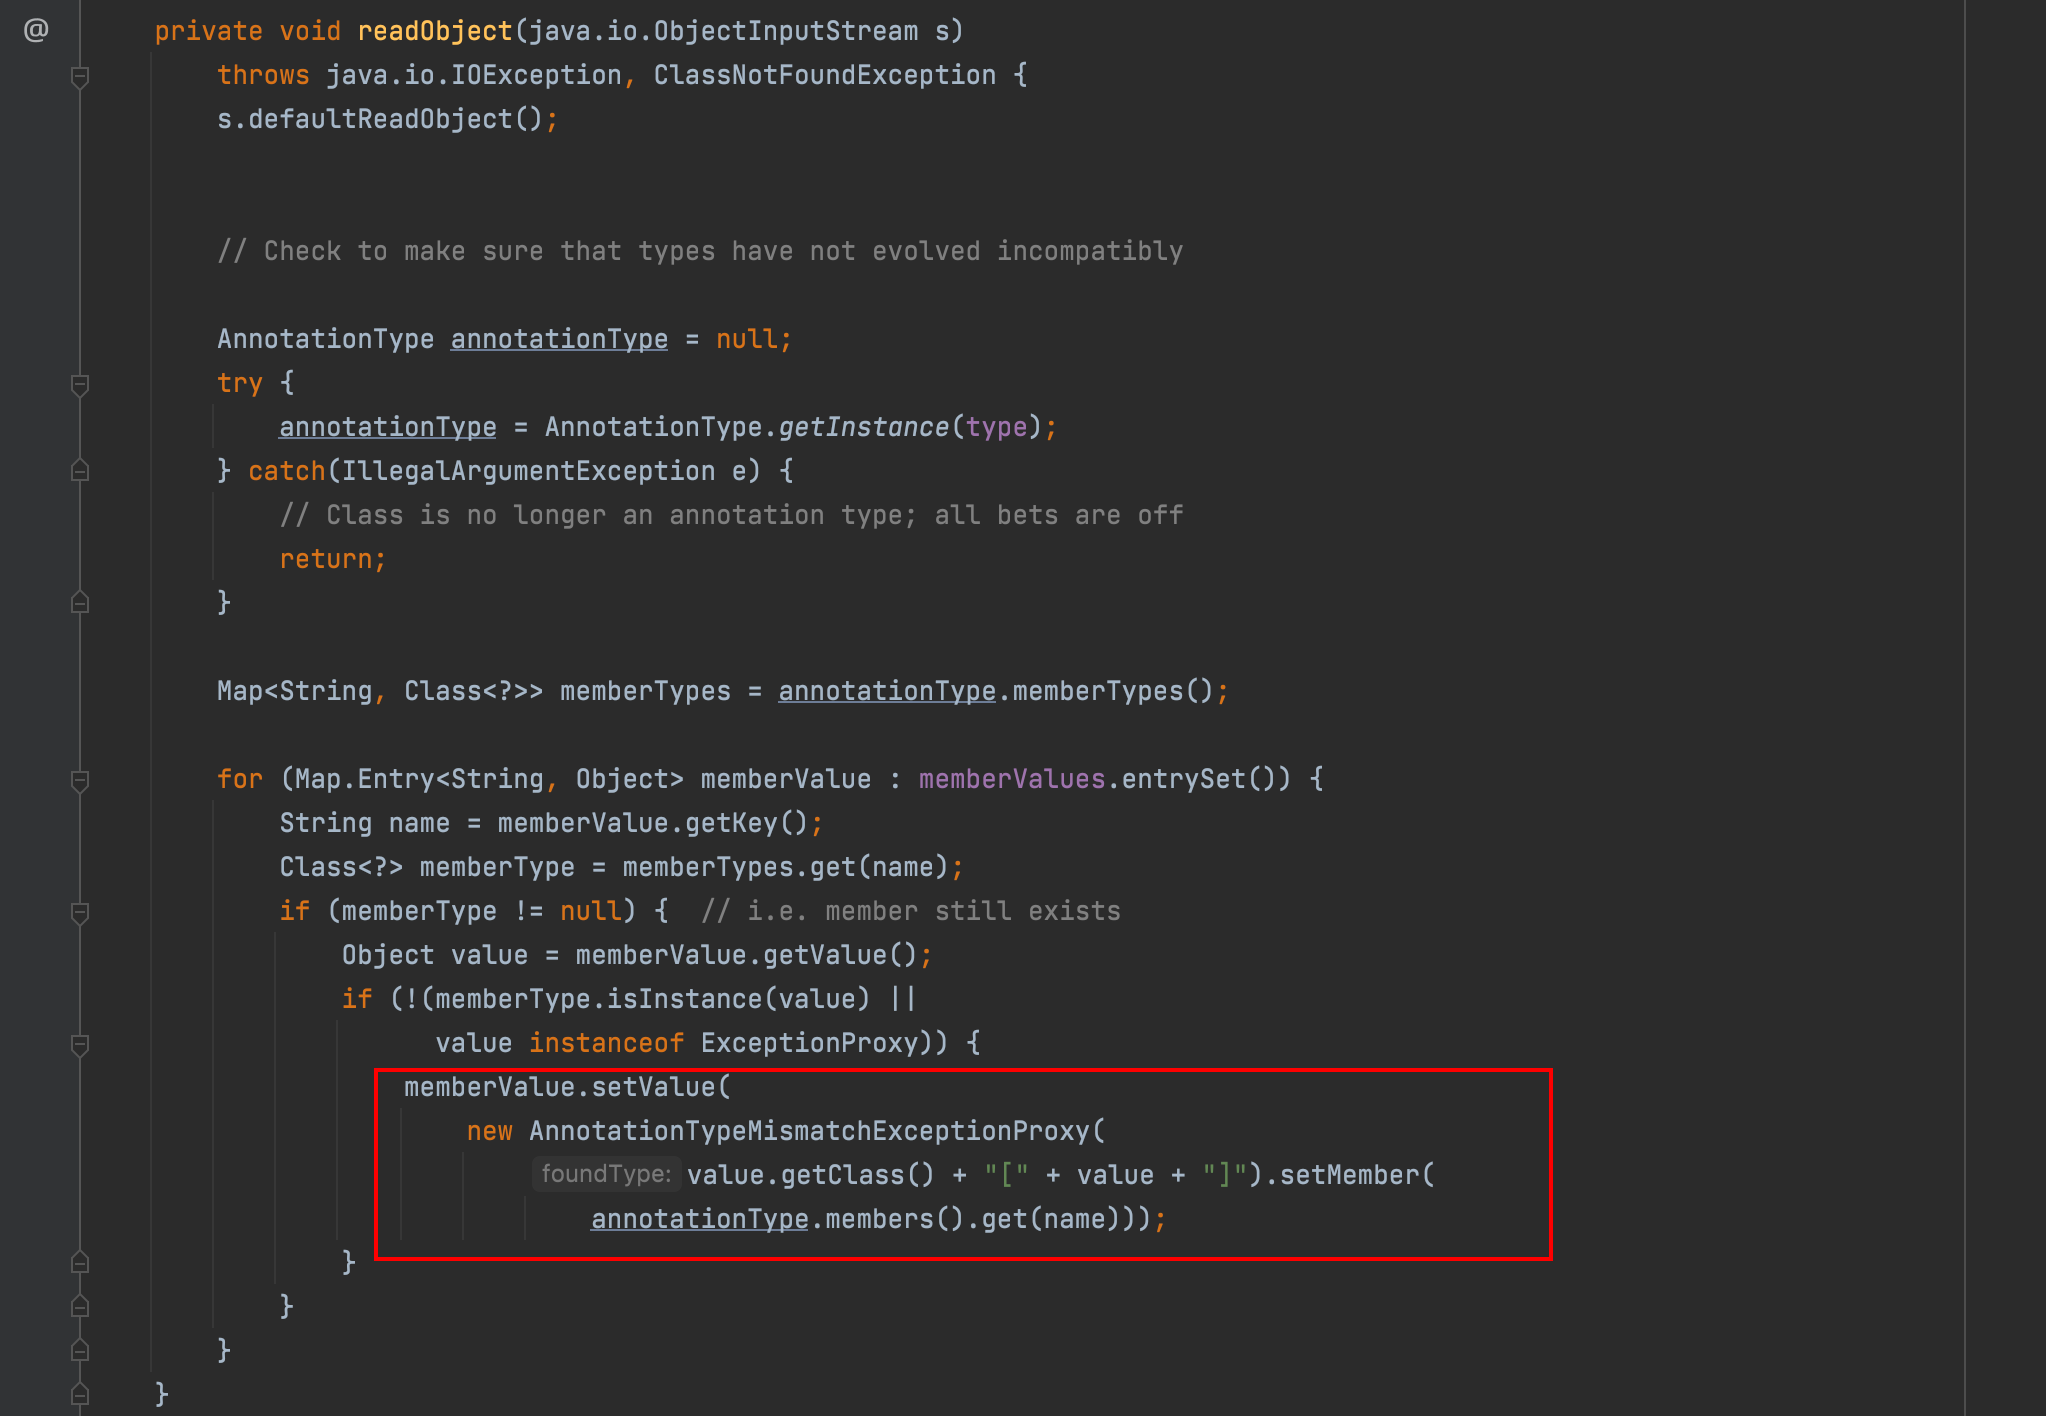 @ private void readObject(java.io.ObjectInputStream s)
throws java.io.IOException, ClassNotFoundException {
s.defaultReadObject();
// Check to make sure that types have not evolved incompatibly
AnnotationType annotationType = null;
try {
annotationType = AnnotationType.getInstance(type);
} catch(IllegalArgumentException e) {
// Class is no longer an annotation type; all bets are off
return;
}
Map<String, Class<?>> memberTypes = annotationType.memberTypes();
for (Map.Entry<String, Object> memberValue : memberValues.entrySet()) {
String name = memberValue.getKey();
Class<?> memberType = memberTypes.get(name);
if (memberType != null) {  // i.e. member still exists
Object value = memberValue.getValue();
if (!(memberType.isInstance(value) ||
value instanceof ExceptionProxy)) {
memberValue.setValue(
new AnnotationTypeMismatchExceptionProxy(
foundType: value.getClass() + "[" + value + "]").setMember(
annotationType.members().get(name)));
}
}
}
}